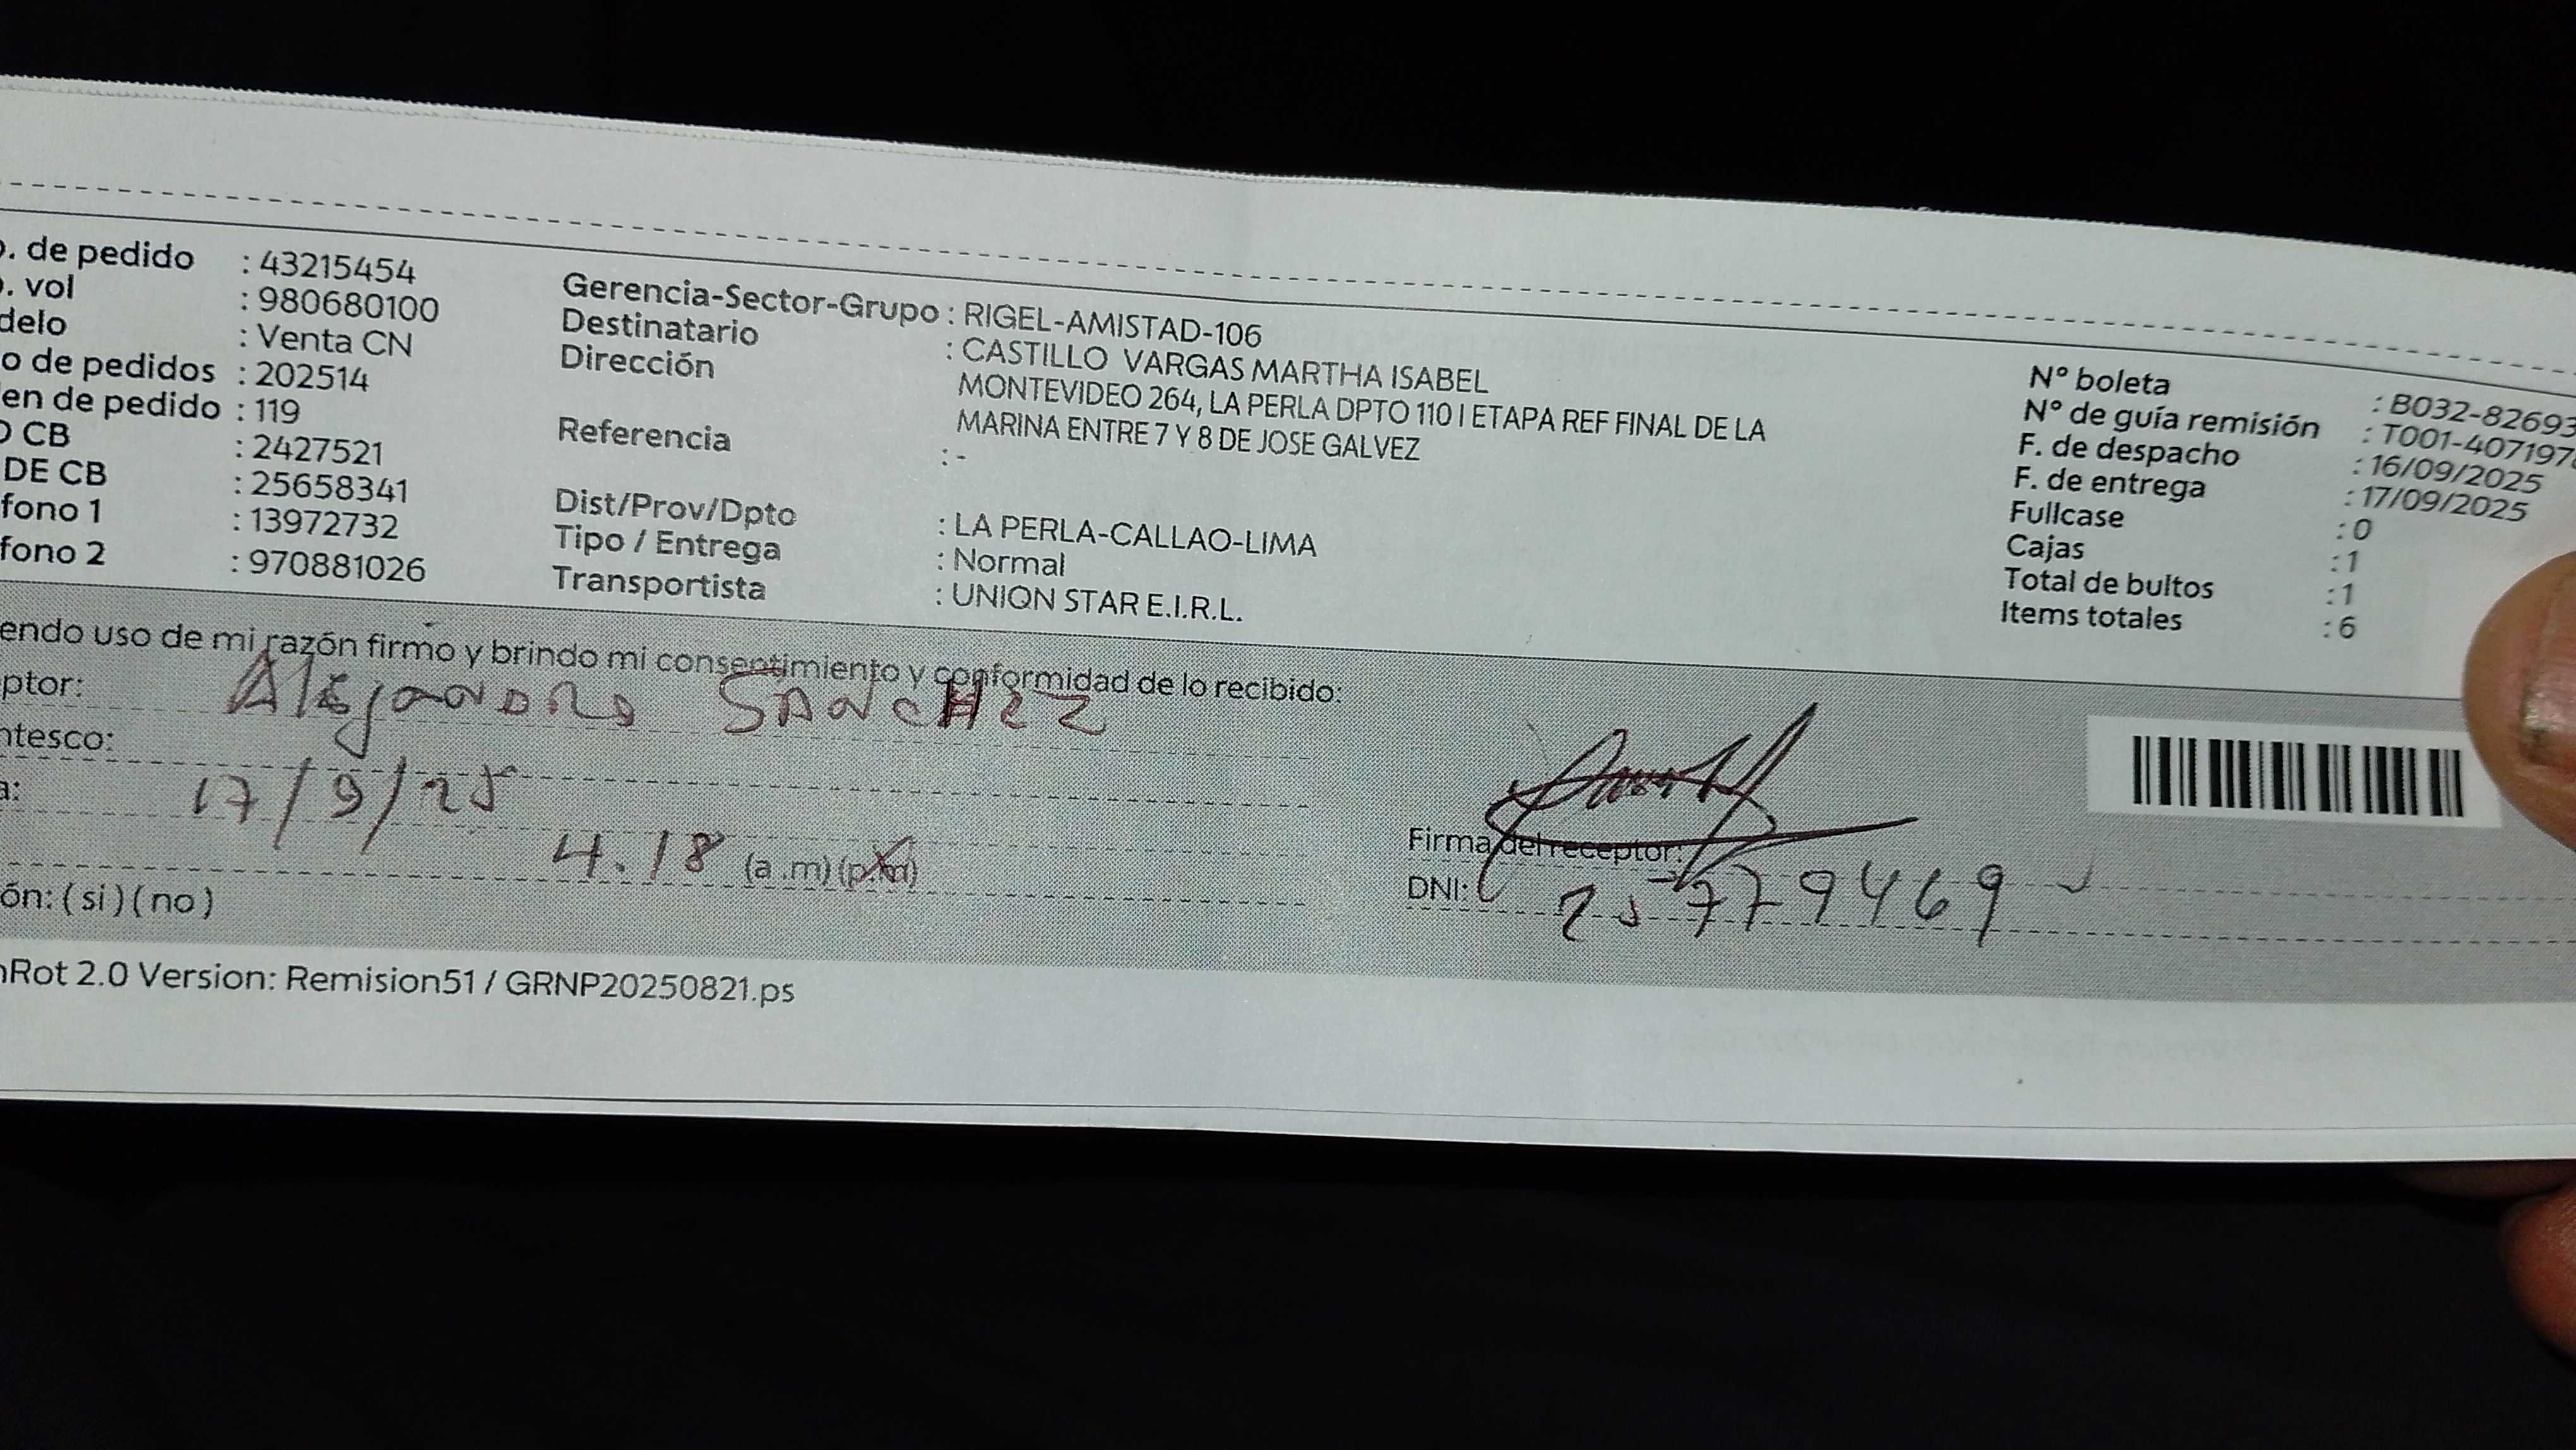 . de pedido : 43215454
. vol : 980680100
delo : Venta CN
o de pedidos : 202514
en de pedido : 119
CB : 2427521
DE CB : 25658341
fono 1 : 13972732
fono 2 : 970881026
Gerencia-Sector-Grupo : RIGEL-AMISTAD-106
Destinatario : CASTILLO VARGAS MARTHA ISABEL
Dirección MONTEVIDEO 264, LA PERLA DPTO 110 I ETAPA REF FINAL DE LA
MARINA ENTRE 7 Y 8 DE JOSE GALVEZ
Referencia : -
Dist/Prov/Dpto : LA PERLA-CALLAO-LIMA
Tipo / Entrega : Normal
Transportista : UNION STAR E.I.R.L.
N° boleta : B032-82693
N° de guía remisión : T001-407197
F. de despacho : 16/09/2025
F. de entrega : 17/09/2025
Fullcase : 0
Cajas : 1
Total de bultos : 1
Items totales : 6
endo uso de mi razón firmo y brindo mi consentimiento y conformidad de lo recibido:
ptor: Alejandro SANCHEZ
ntesco:
a: 17/9/25
4.18 (a.m)(p.m)
ón: (si)(no)
Firma del receptor:
DNI: 25779469
nRot 2.0 Version: Remision51 / GRNP20250821.ps